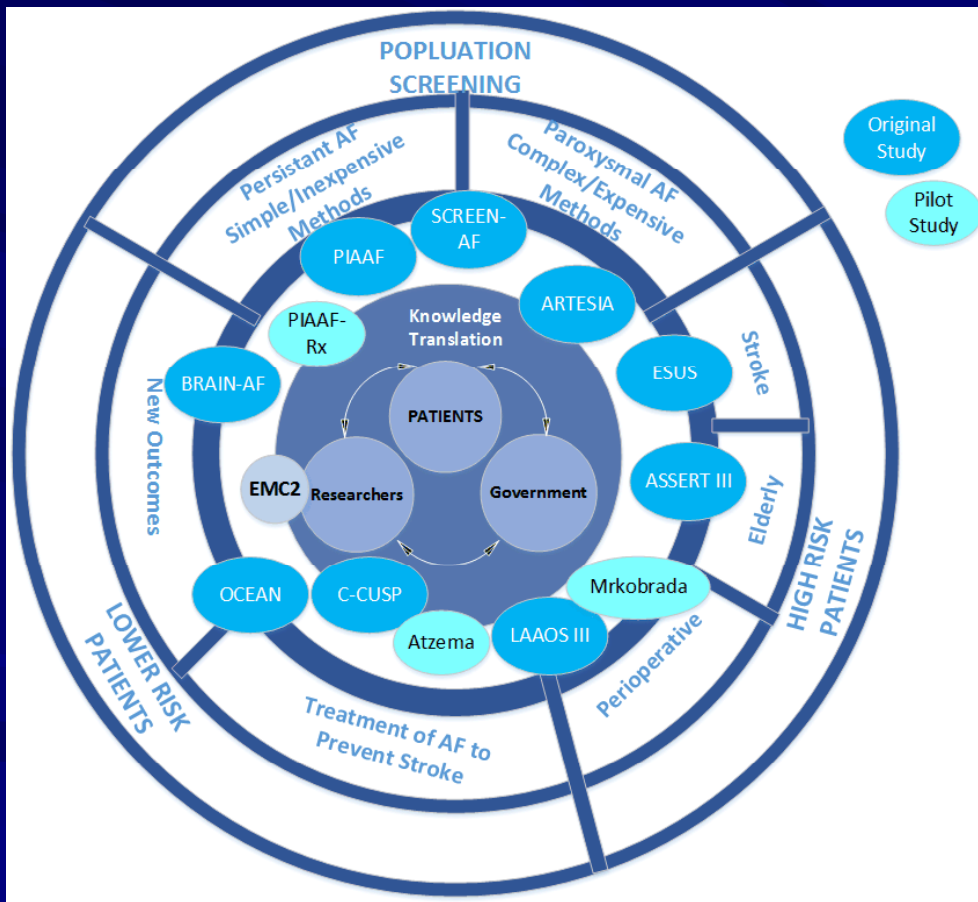 POPLUATION
SCREENING
Persistant AF
Simple/Inexpensive
Methods
Paroxysmal AF
Complex/Expensive
Methods
Original
Study
Pilot
Study
SCREEN-
AF
PIAAF
ARTESIA
PIAAF-
Rx
Knowledge
Translation
BRAIN-AF
ESUS
Stroke
New Outcomes
PATIENTS
EMC2
Researchers
Government
ASSERT III
Elderly
HIGH RISK
PATIENTS
OCEAN
C-CUSP
Mrkobrada
Atzema
LAAOS III
Perioperative
LOWER RISK
PATIENTS
Treatment of AF to
Prevent Stroke